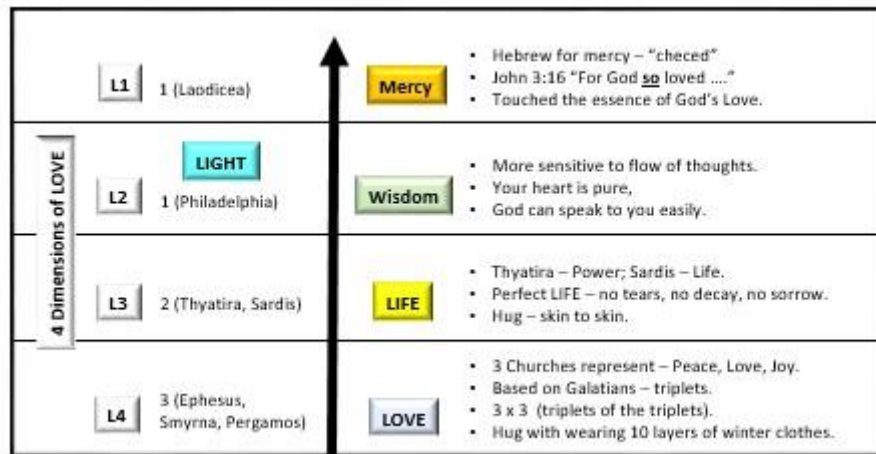 4 Dimensions of LOVE
L1
1 (Laodicea)
Mercy
• Hebrew for mercy – “checed”
• John 3:16 “For God so loved ....”
• Touched the essence of God’s Love.
LIGHT
L2
1 (Philadelphia)
Wisdom
• More sensitive to flow of thoughts.
• Your heart is pure,
• God can speak to you easily.
L3
2 (Thyatira, Sardis)
LIFE
• Thyatira – Power; Sardis – Life.
• Perfect LIFE – no tears, no decay, no sorrow.
• Hug – skin to skin.
L4
3 (Ephesus,
Smyrna, Pergamos)
LOVE
• 3 Churches represent – Peace, Love, Joy.
• Based on Galatians – triplets.
• 3 x 3 (triplets of the triplets).
• Hug with wearing 10 layers of winter clothes.